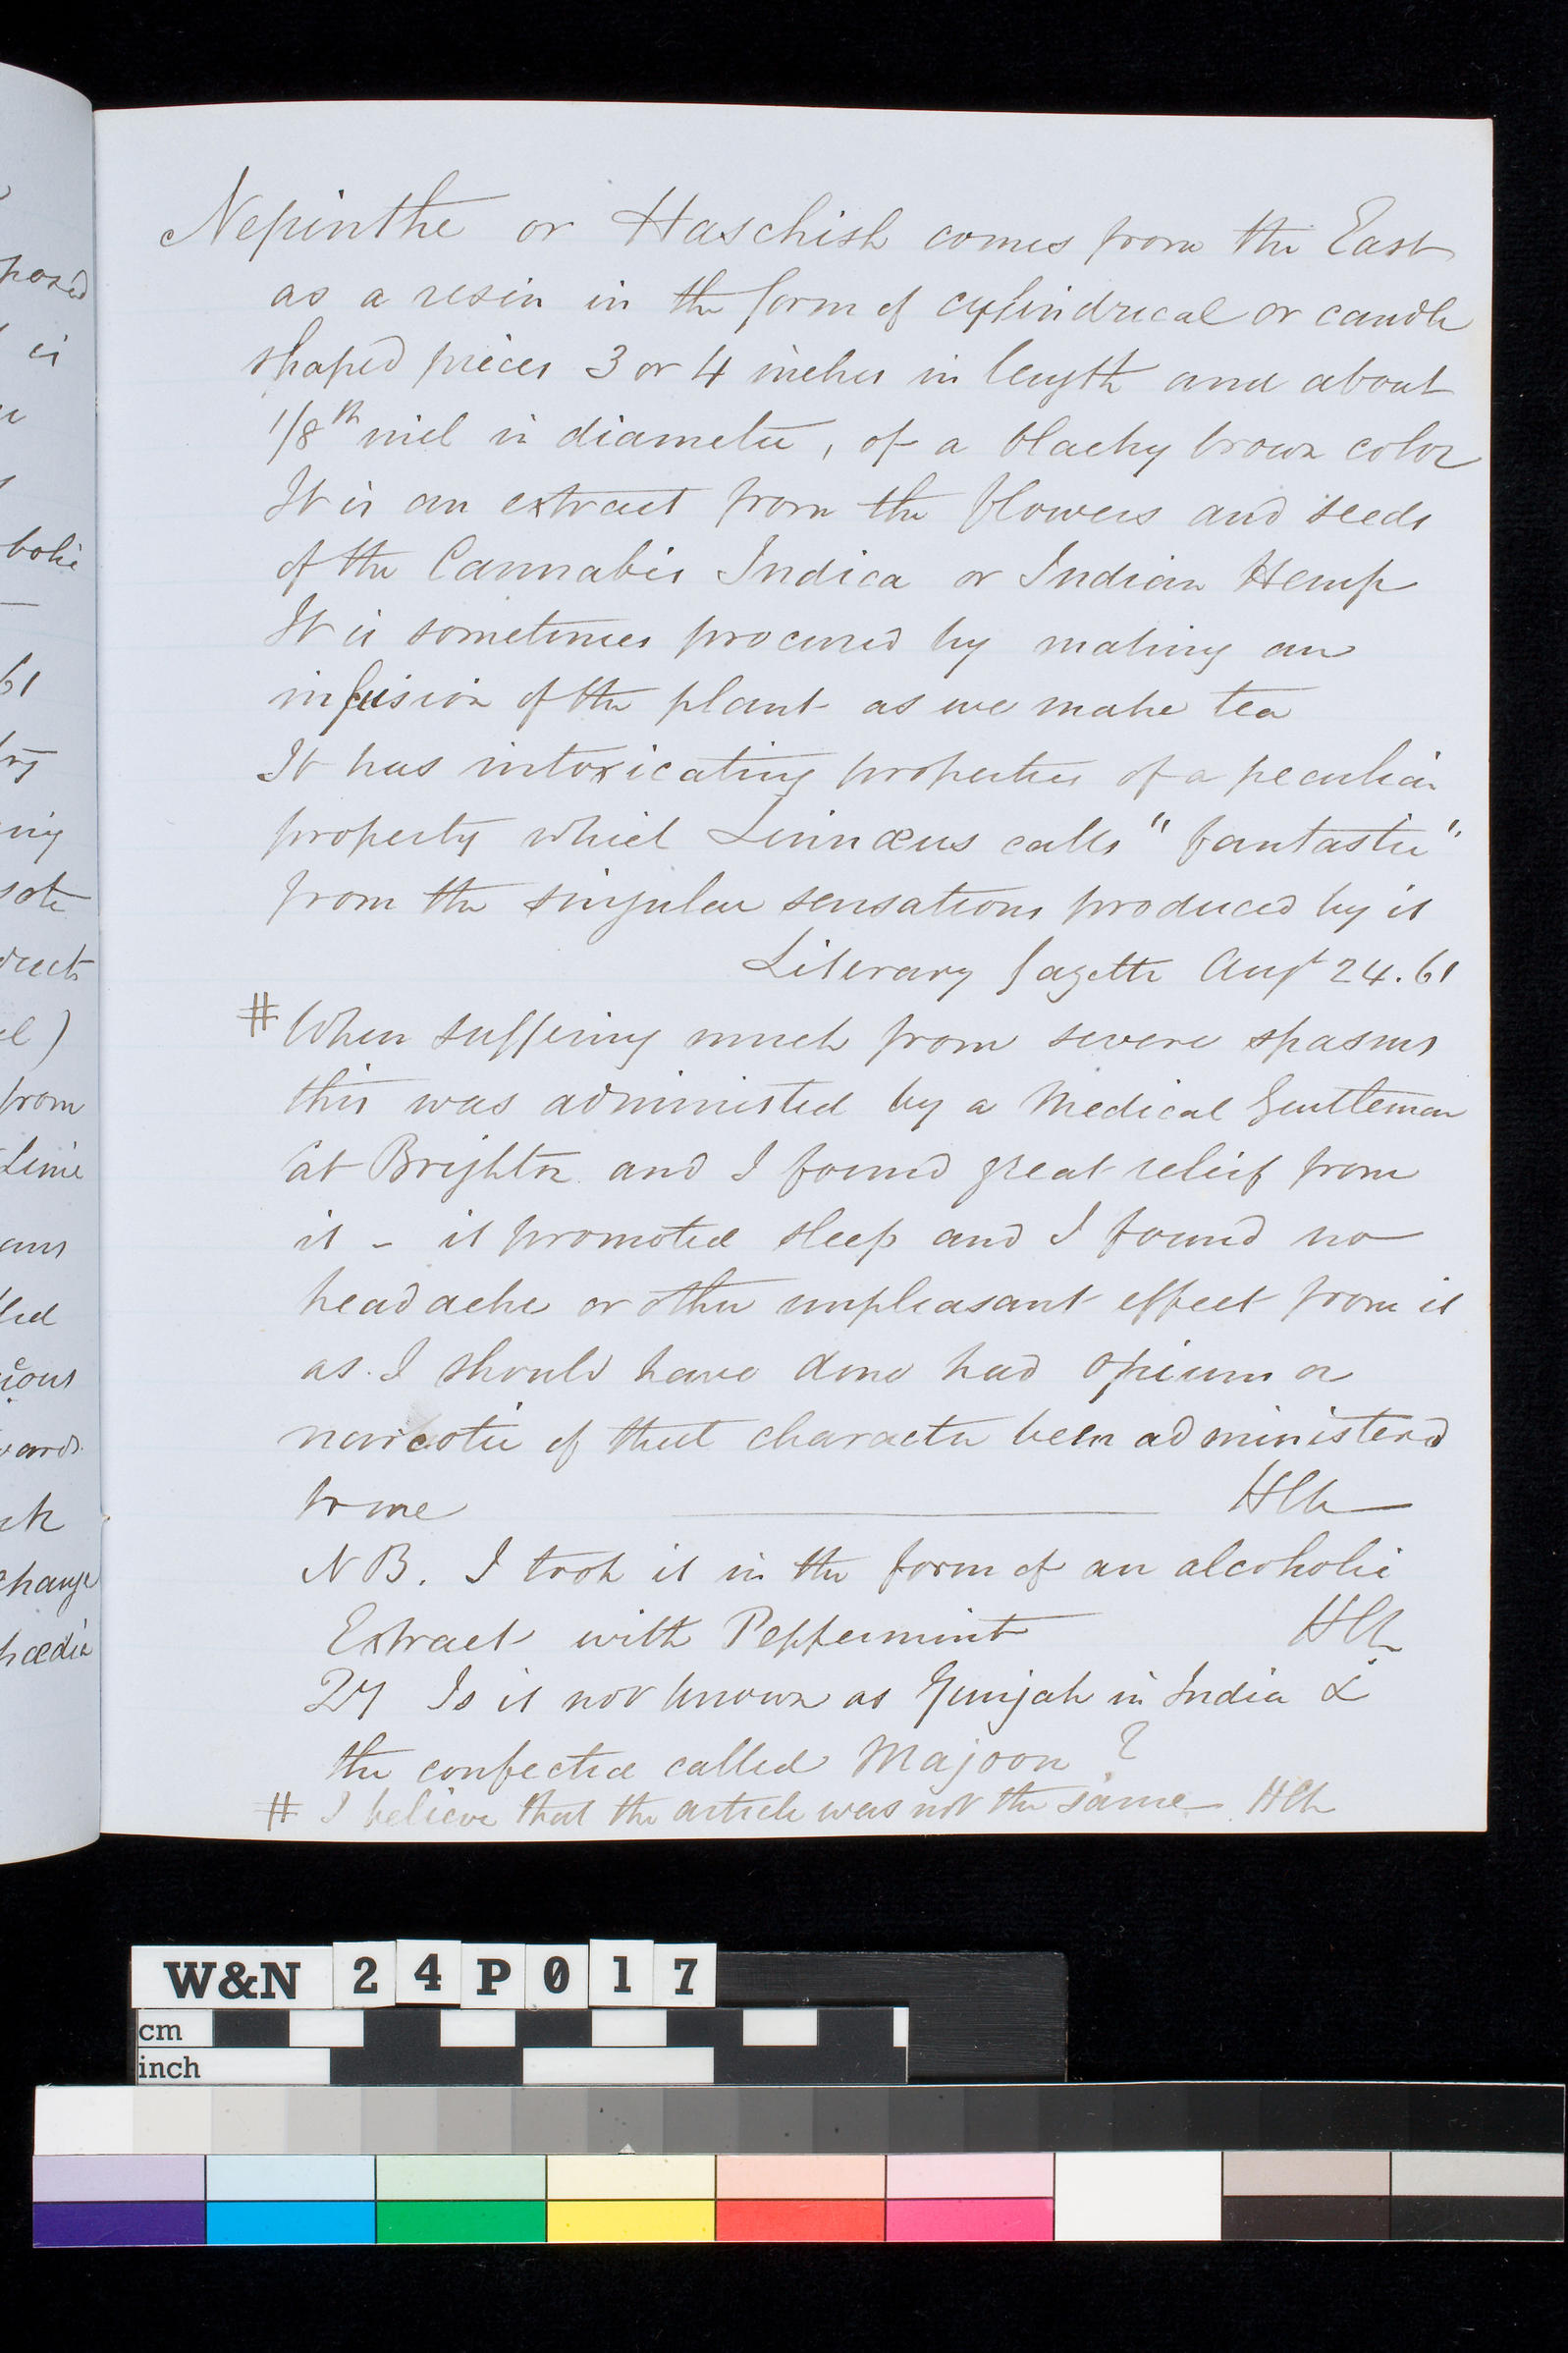 Nepinthe or Haschish comes from the East
as a resin in the form of cylindrical or candle
shaped pieces 3 or 4 inches in length and about
1/8th inch in diameter, of a blacky brown color
It is an extract from the flowers and seeds
of the Cannabis Indica or Indian Hemp
It is sometimes procured by making an
infusion of the plant as we make tea
It has intoxicating properties of a peculiar
property which Linnæus calls "fantastic"
from the singular sensations produced by it
Literary Gazette Augt 24.61
# When suffering much from severe spasms
this was administed by a Medical Gentleman
at Brighton and I found great relief from
it - it promoted sleep and I found no
headache or other unpleasant effect from it
as I should have done had opium or
narcotic of that character been administerd
to me
N B. I took it in the form of an alcoholic
Extract with Peppermint
Qy Is it not known as Gunjah in India &
the confected called Majoon ?
# I believe that the article was not the same
W&N 24P017
cm
inch